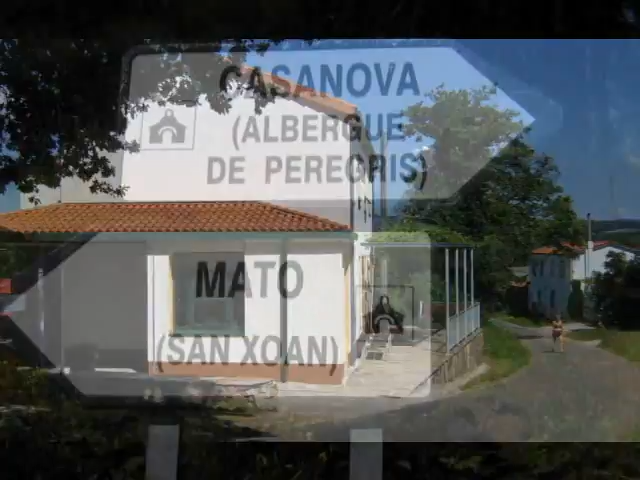 CASANOVA
(ALBERGUE
DE PEREGRIS)
MATO
(SAN XOAN)